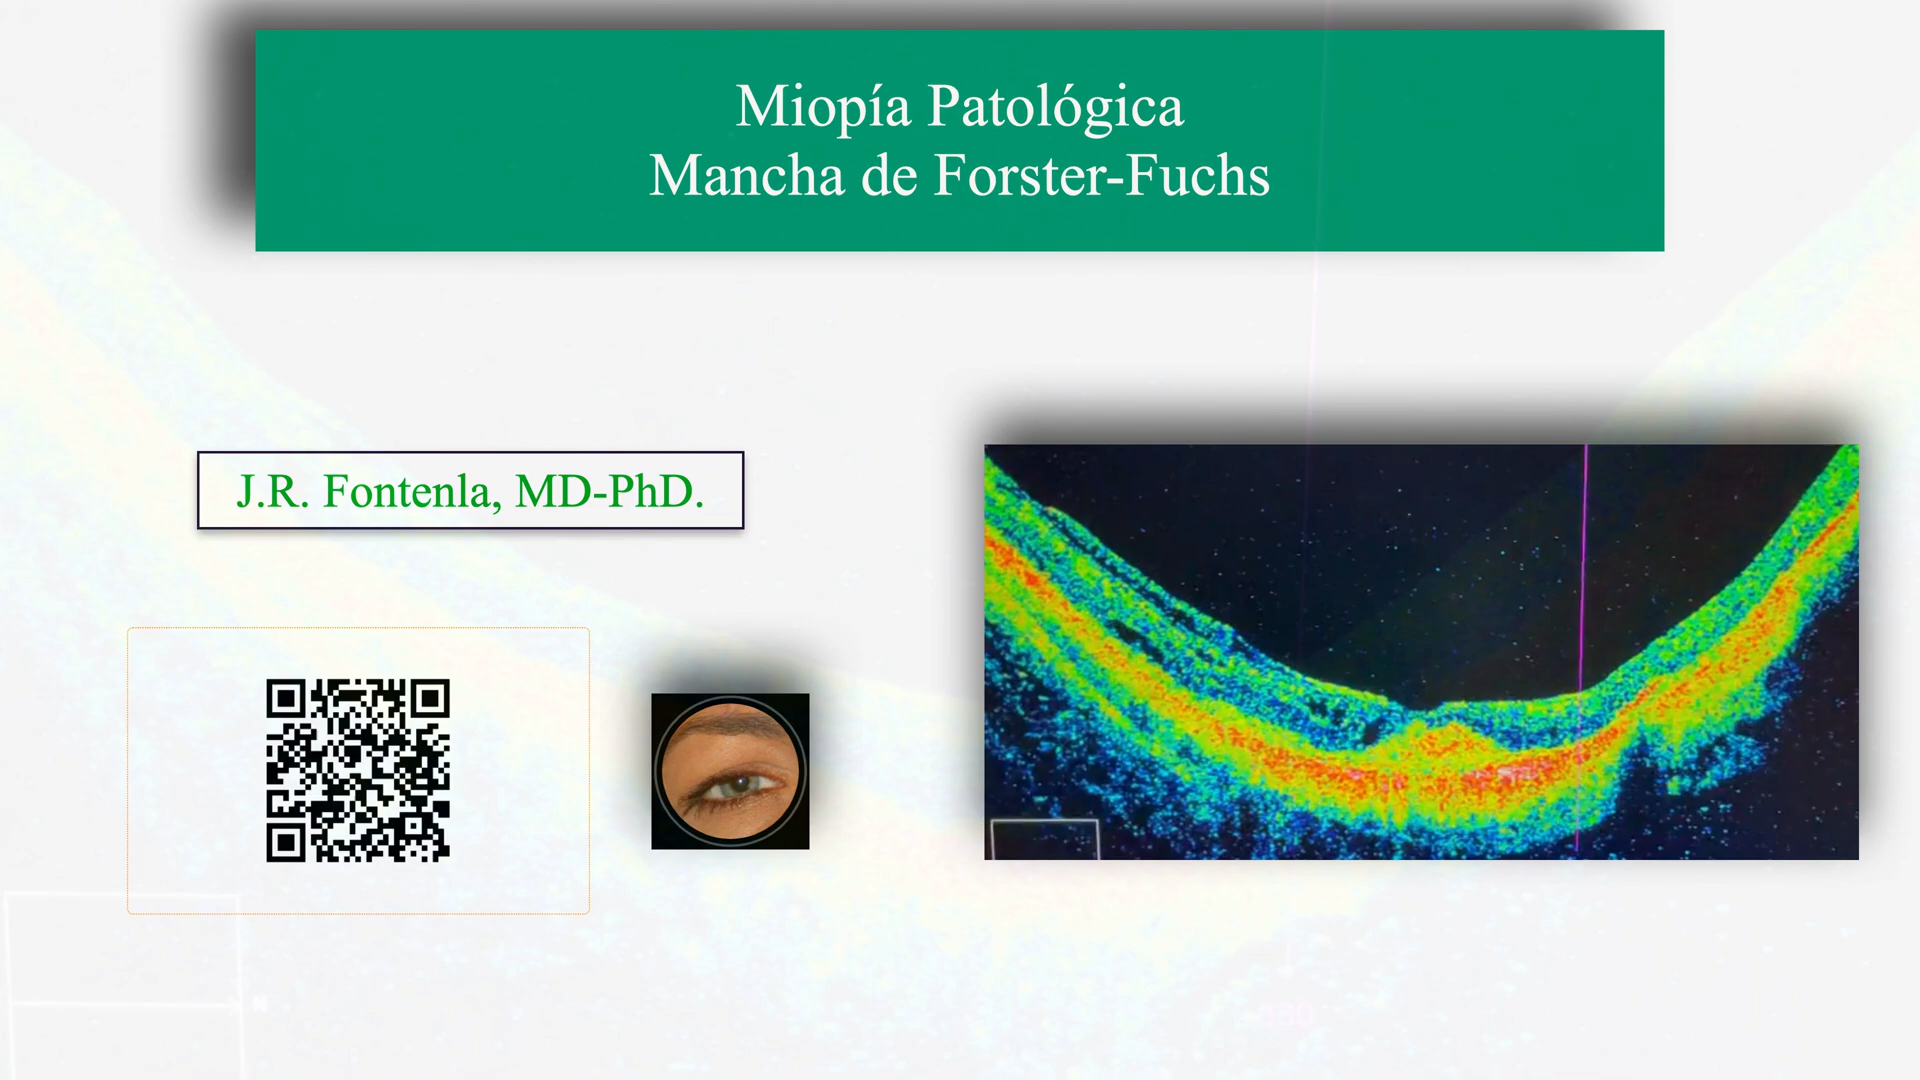 Miopía Patológica
Mancha de Forster-Fuchs
J.R. Fontenla, MD-PhD.